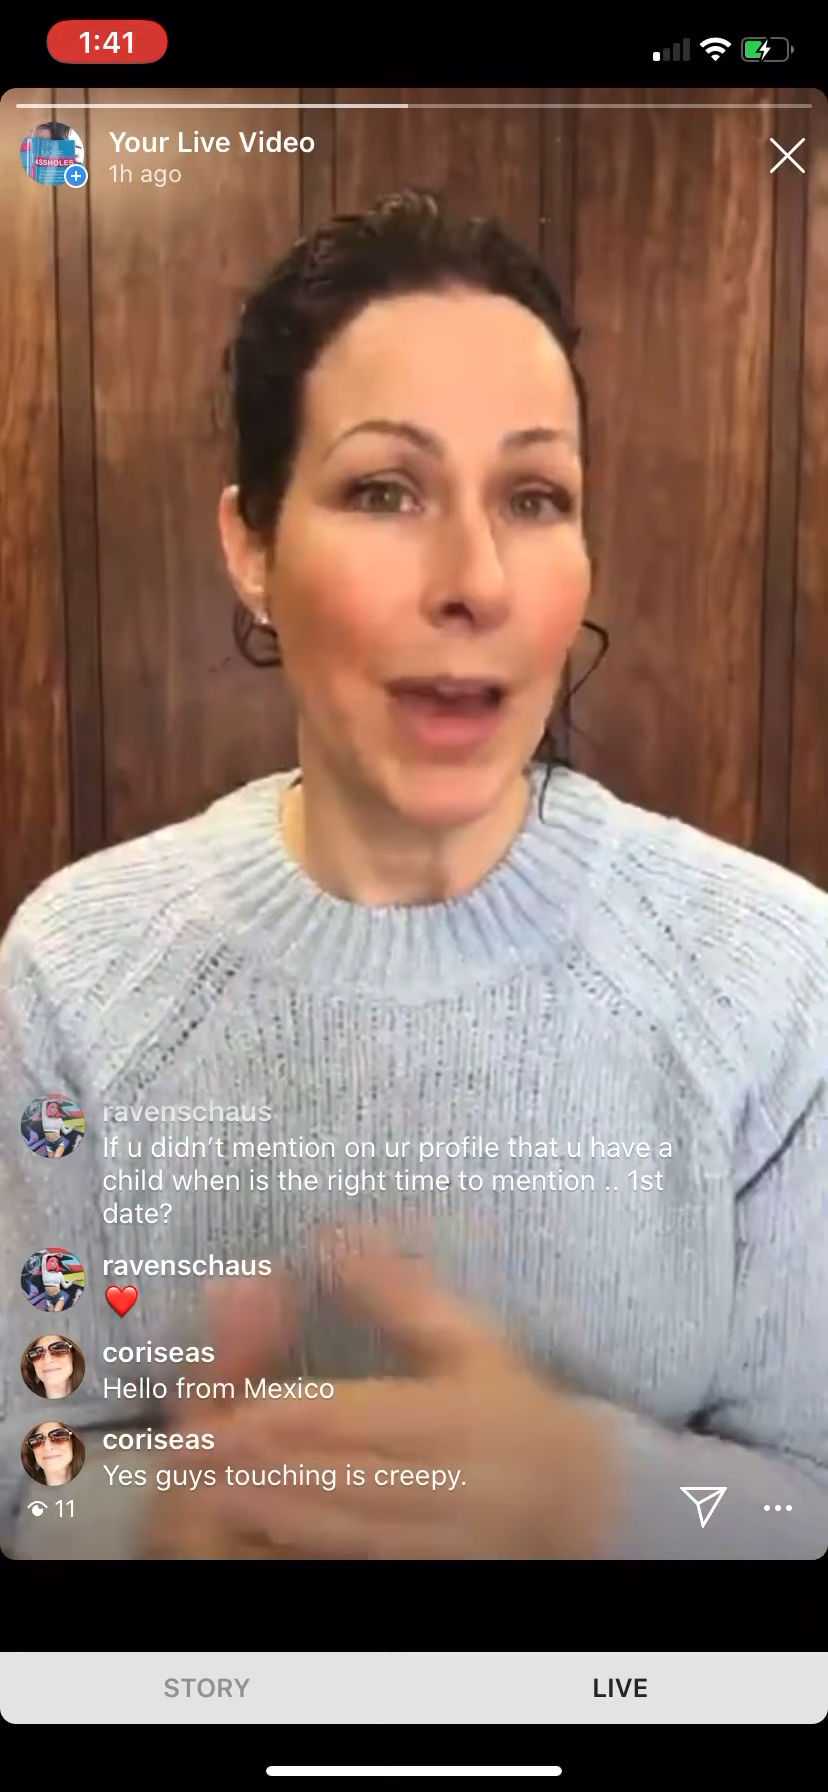 1:41
Your Live Video
1h ago
MORE
ASSHOLES
ravenschaus
If u didn't mention on ur profile that u have a
child when is the right time to mention .. 1st
date?
ravenschaus
❤️
coriseas
Hello from Mexico
coriseas
Yes guys touching is creepy.
11
STORY
LIVE